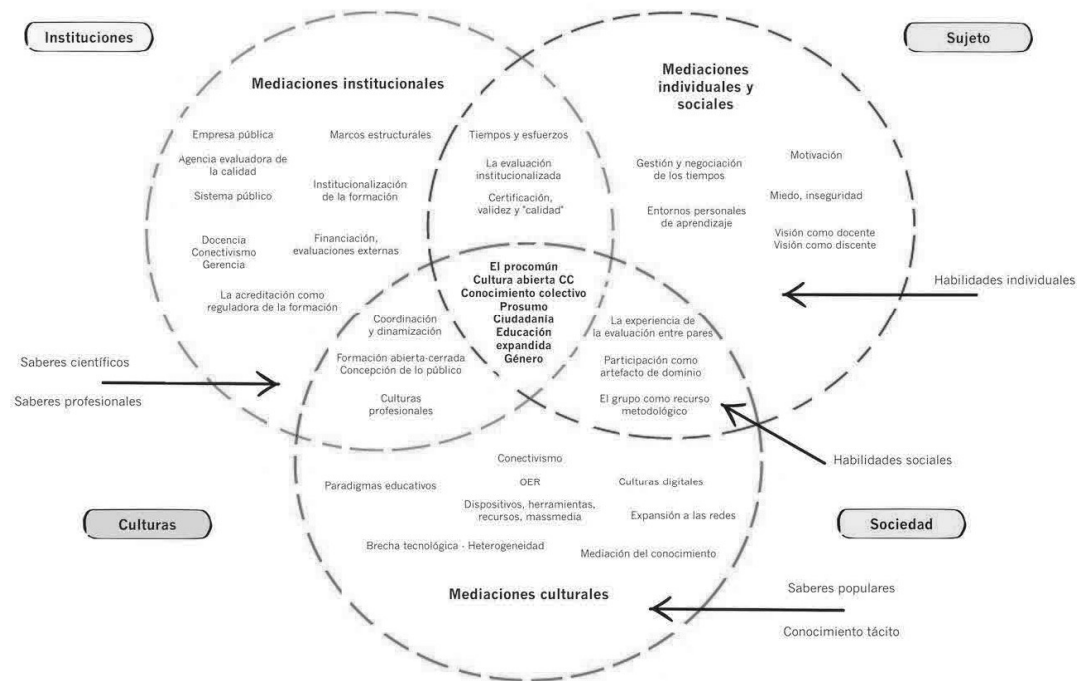 Instituciones
Sujeto
Mediaciones institucionales
Mediaciones
individuales y
sociales
Empresa pública
Marcos estructurales
Tiempos y esfuerzos
Agencia evaluadora de
la calidad
La evaluación
institucionalizada
Gestión y negociación
de los tiempos
Motivación
Sistema público
Institucionalización
de la formación
Certificación,
validez y "calidad"
Miedo, inseguridad
Entornos personales
de aprendizaje
Docencia
Conectivismo
Gerencia
Financiación,
evaluaciones externas
Visión como docente
Visión como discente
El procomún
Cultura abierta CC
Conocimiento colectivo
Prosumo
Ciudadanía
Educación
expandida
Género
Habilidades individuales
La acreditación como
reguladora de la formación
Coordinación
y dinamización
La experiencia de
la evaluación entre pares
Saberes científicos
Saberes profesionales
Formación abierta-cerrada
Concepción de lo público
Participación como
artefacto de dominio
Culturas
profesionales
El grupo como recurso
metodológico
Habilidades sociales
Conectivismo
Paradigmas educativos
OER
Culturas digitales
Dispositivos, herramientas,
recursos, massmedia
Expansión a las redes
Culturas
Sociedad
Brecha tecnológica - Heterogeneidad
Mediación del conocimiento
Mediaciones culturales
Saberes populares
Conocimiento tácito